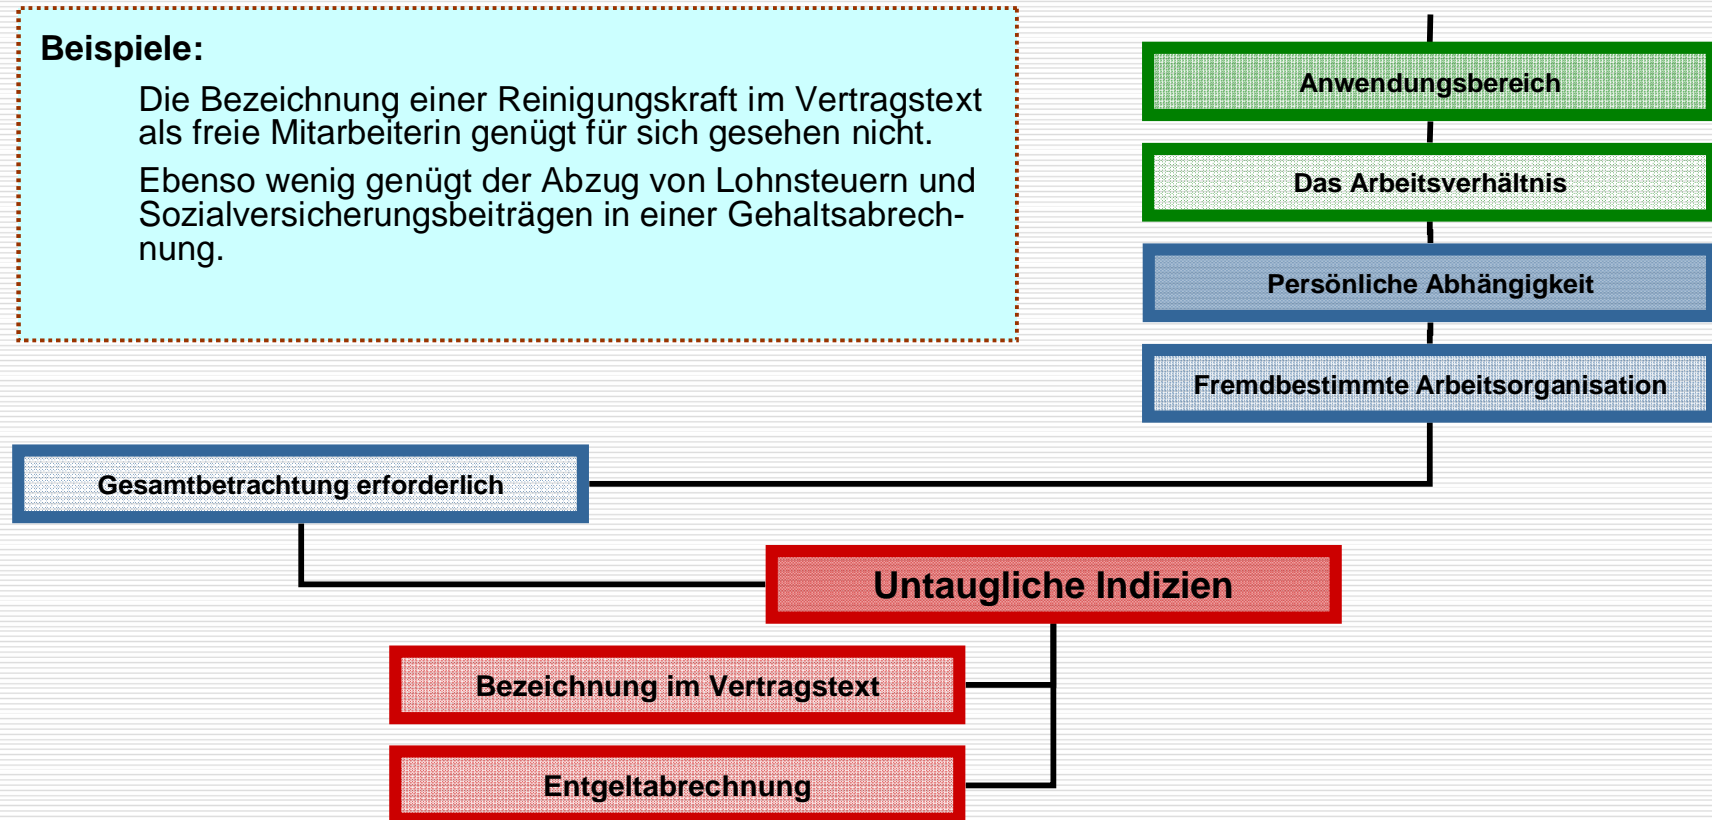 Beispiele:
Die Bezeichnung einer Reinigungskraft im Vertragstext
als freie Mitarbeiterin genügt für sich gesehen nicht.
Ebenso wenig genügt der Abzug von Lohnsteuern und
Sozialversicherungsbeiträgen in einer Gehaltsabrech-
nung.
Anwendungsbereich
Das Arbeitsverhältnis
Persönliche Abhängigkeit
Fremdbestimmte Arbeitsorganisation
Gesamtbetrachtung erforderlich
Untaugliche Indizien
Bezeichnung im Vertragstext
Entgeltabrechnung